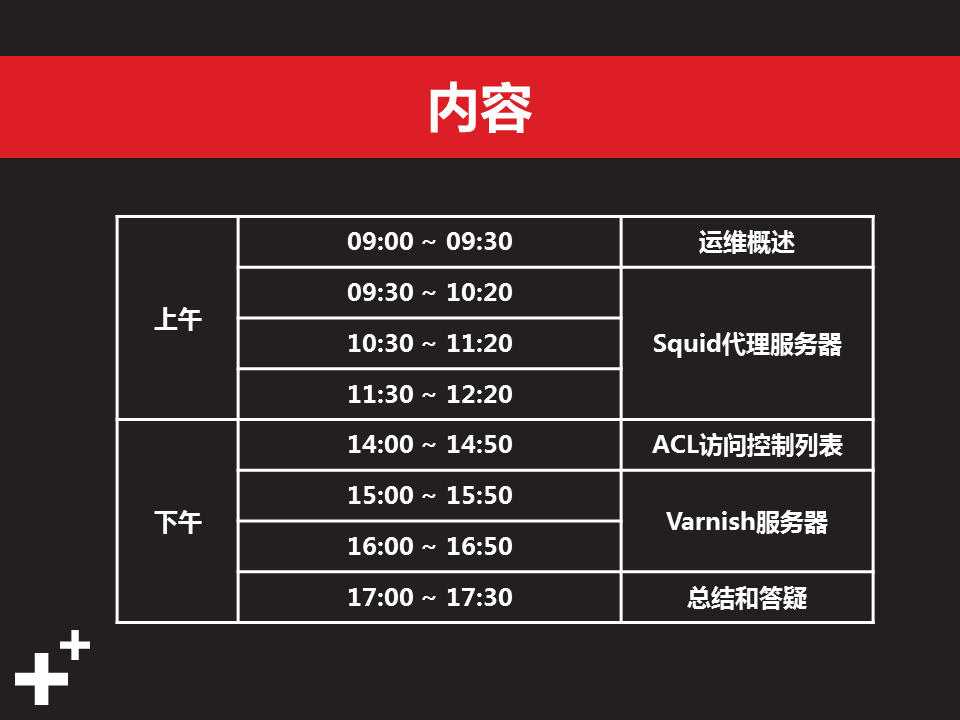 内容
上午
09:00 ~ 09:30
运维概述
09:30 ~ 10:20
Squid代理服务器
10:30 ~ 11:20
11:30 ~ 12:20
下午
14:00 ~ 14:50
ACL访问控制列表
15:00 ~ 15:50
Varnish服务器
16:00 ~ 16:50
17:00 ~ 17:30
总结和答疑